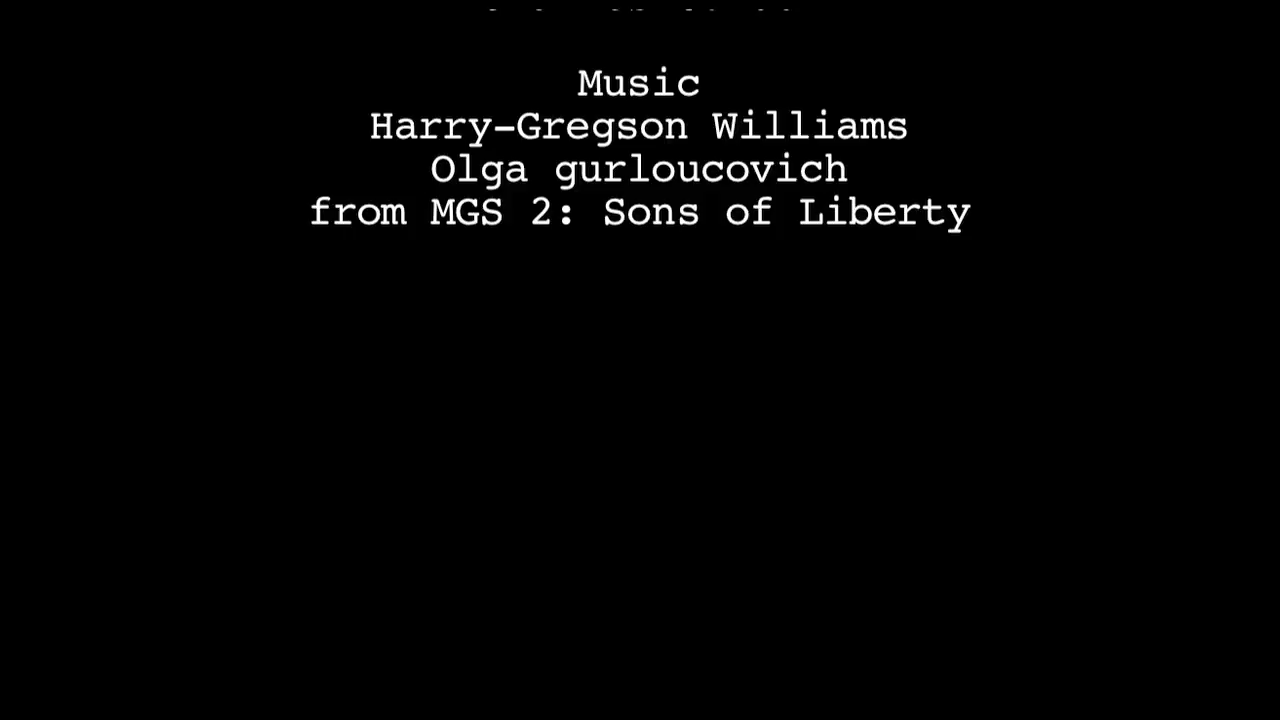 Music
Harry-Gregson Williams
Olga gurloucovich
from MGS 2: Sons of Liberty